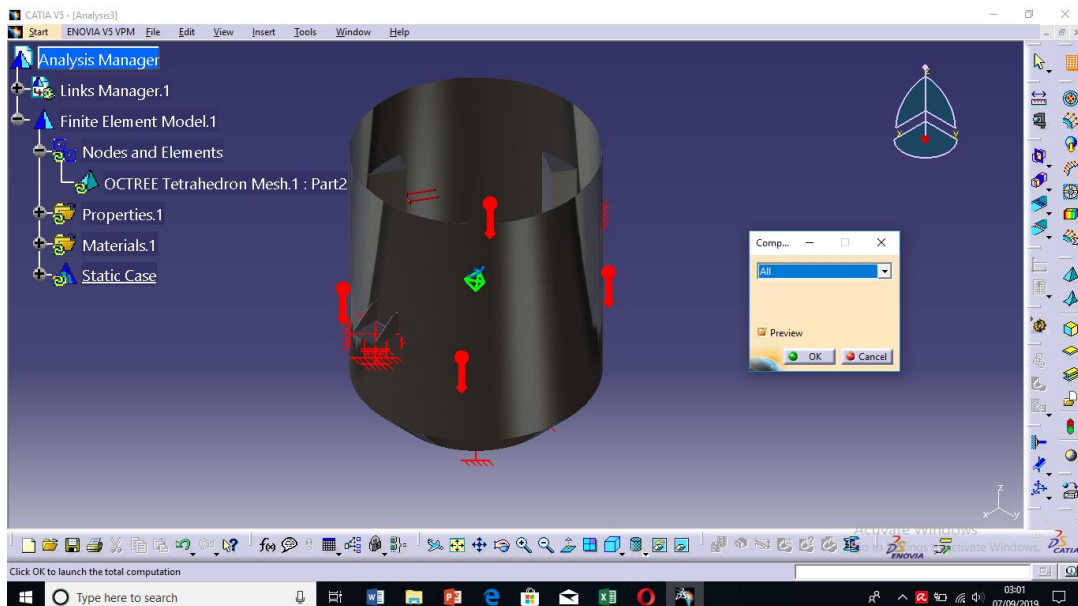 CATIA V5 - [Analysis3]
Start ENOVIA V5 VPM File Edit View Insert Tools Window Help
Analysis Manager
Links Manager.1
Finite Element Model.1
Nodes and Elements
OCTREE Tetrahedron Mesh.1 : Part2
Properties.1
Materials.1
Static Case
z
x y
Comp...
All
Preview
OK Cancel
z
x y
f(x)
Activate Windows
ENOVIA CATIA
Click OK to launch the total computation
Type here to search
03:01
07/09/2019